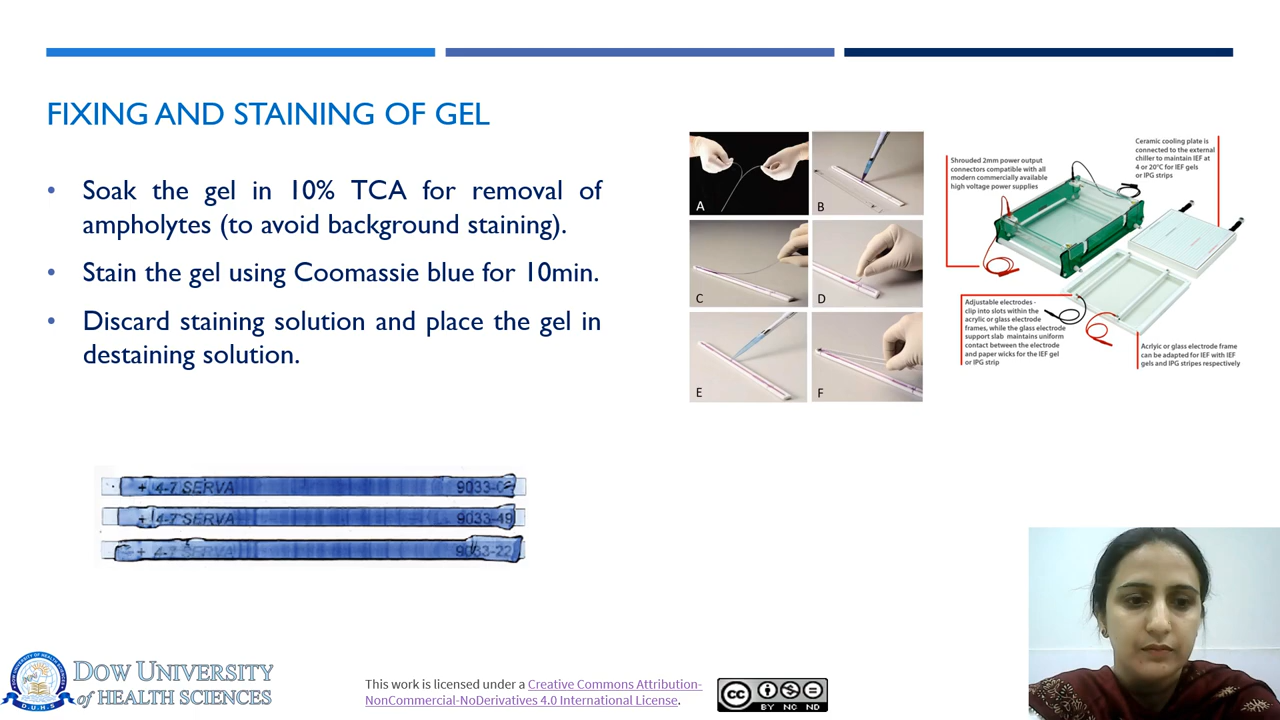 FIXING AND STAINING OF GEL
• Soak the gel in 10% TCA for removal of
ampholytes (to avoid background staining).
• Stain the gel using Coomassie blue for 10min.
• Discard staining solution and place the gel in
destaining solution.
A
B
C
D
E
F
Shrouded 2mm power output
connectors compatible with all
modern commercially available
high voltage power supplies
Ceramic cooling plate is
connected to the external
chiller to maintain IEF at
4 or 20°C for IEF gels
or IPG strips
Adjustable electrodes -
clip into slots within the
acrylic or glass electrode
frames, while the glass electrode
support slab maintains uniform
contact between the electrode
and paper wicks for the IEF gel
or IPG strip
Acrlyic or glass electrode frame
can be adapted for IEF with IEF
gels and IPG stripes respectively
+ 4-7 SERVA
+ 4-7 SERVA 9033-49
+ 4-7 SERVA 9033-22
DOW UNIVERSITY
of HEALTH SCIENCES
D.U.H.S
This work is licensed under a Creative Commons Attribution-
NonCommercial-NoDerivatives 4.0 International License.
cc
BY NC ND